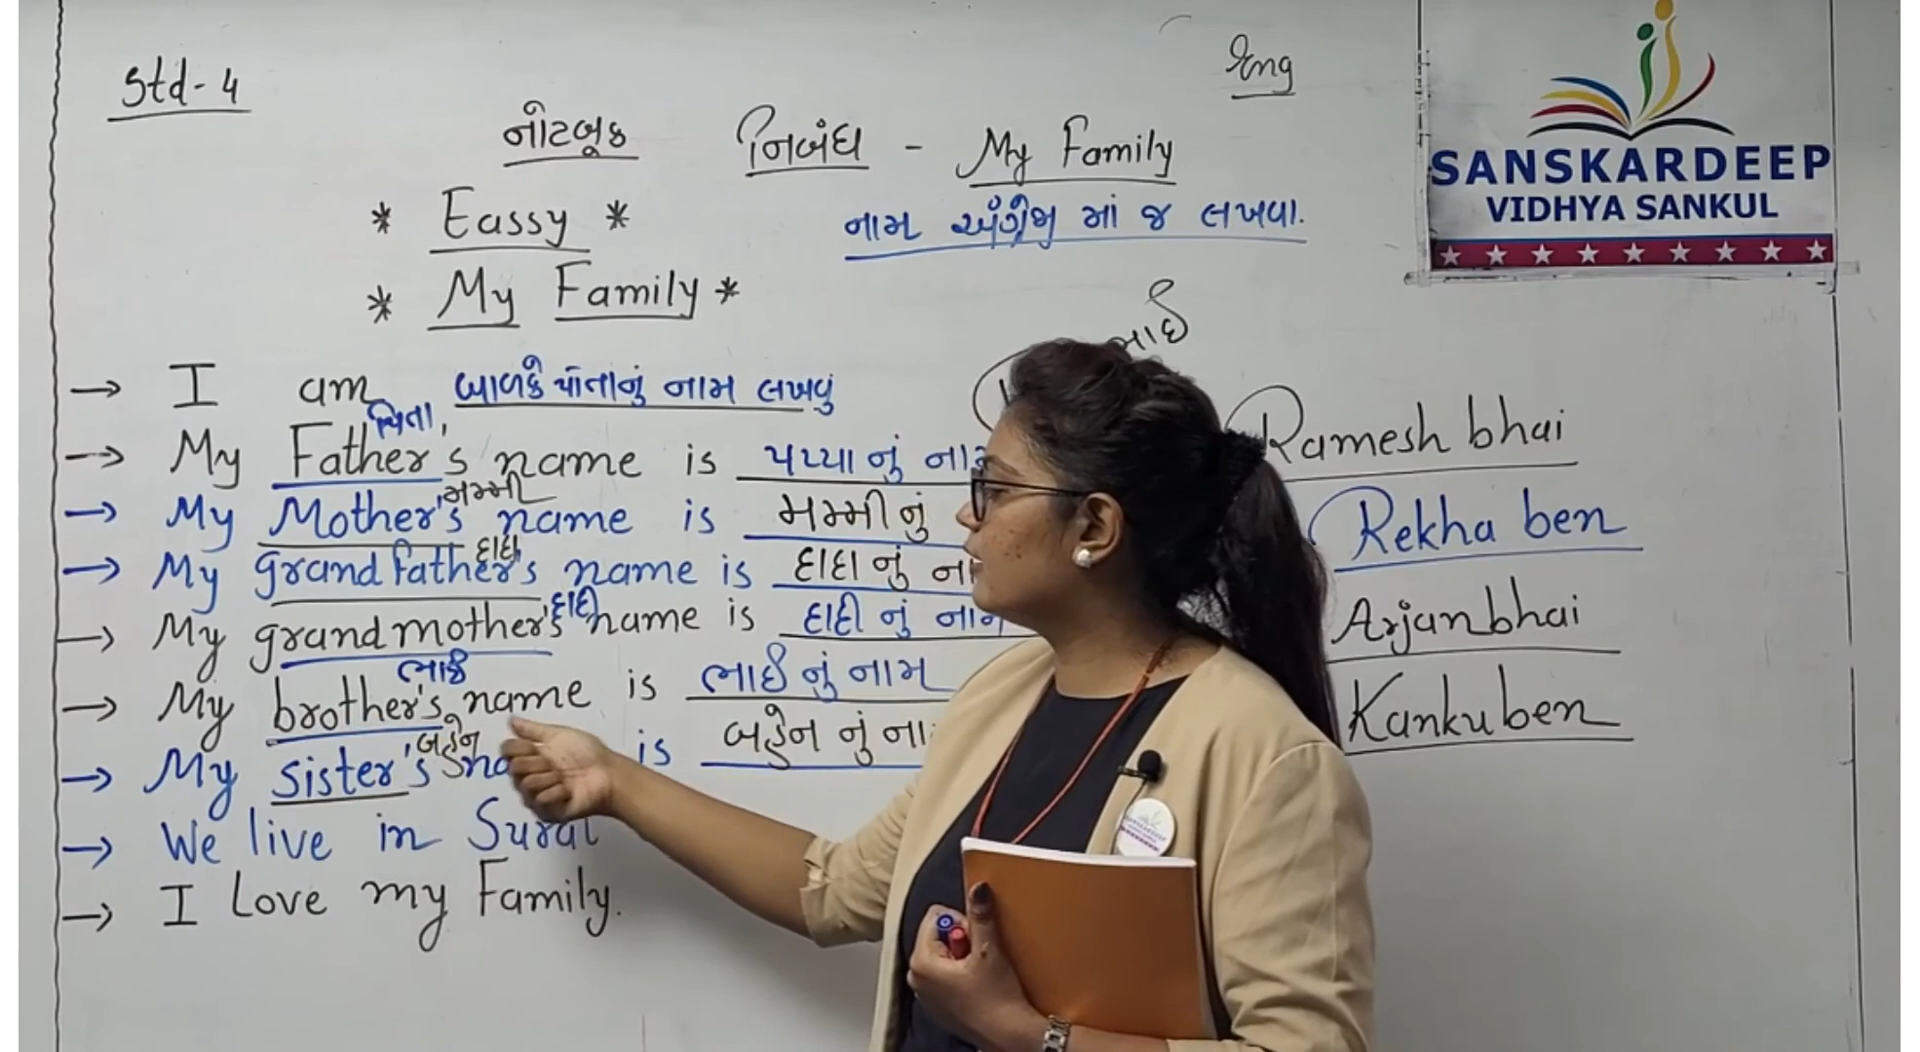 Std-4
Eng
નોટબૂક નિબંધ - My Family
* Eassy *
નામ અંગ્રેજી માં જ લખવા.
* My Family *
SANSKARDEEP
VIDHYA SANKUL
→ I am બાળકે પોતાનું નામ લખવું
પિતા
→ My Father's name is પપ્પા નું
Ramesh bhai
મમ્મી
→ My Mother's name is મમ્મી નું
Rekha ben
દાદા
→ My grandfather's name is દાદા નું
Arjanbhai
દાદી
→ My grandmother's name is દાદી નું નામ
Kankuben
ભાઈ
→ My brother's name is ભાઈ નું નામ
બહેન
→ My sister's is બહેન નું
→ We live in Surat
→ I Love my Family.